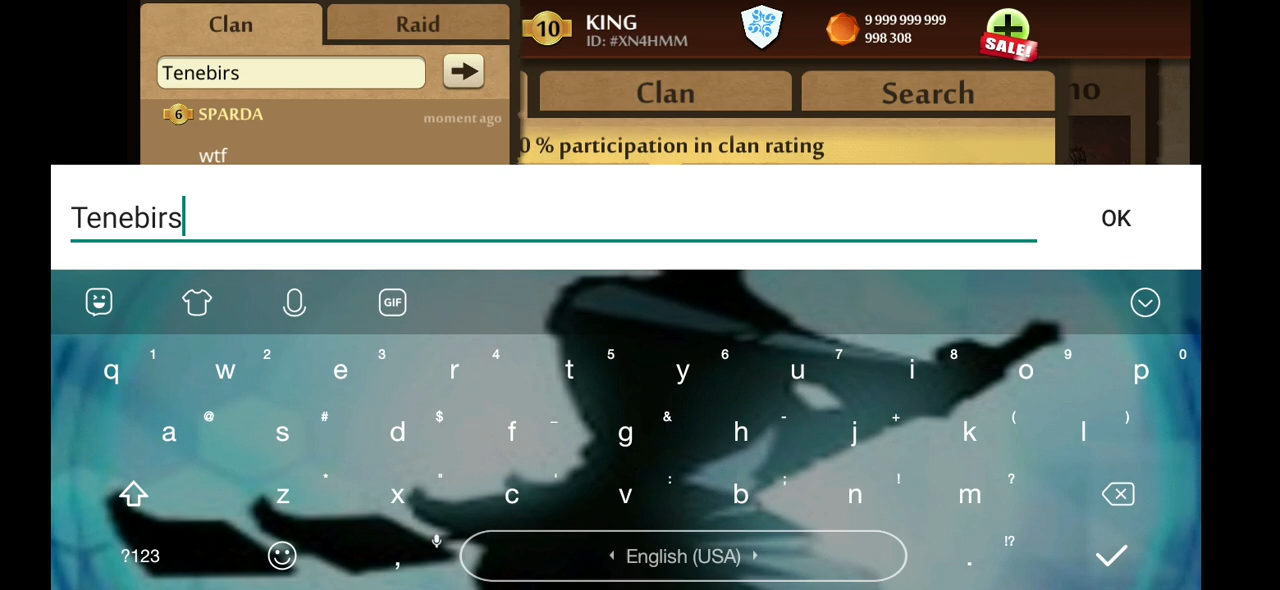 Clan
Raid
Tenebirs
6 SPARDA
moment ago
wtf
10
KING
ID: #XN4HMM
9 999 999 999
998 308
SALE!
Clan
Search
no
0 % participation in clan rating
Tenebirs
OK
GIF
1 2 3 4 5 6 7 8 9 0
q w e r t y u i o p
@ # $ _ & - + ( )
a s d f g h j k l
* " ' : ; ! ?
z x c v b n m
!?
?123 , English (USA) .